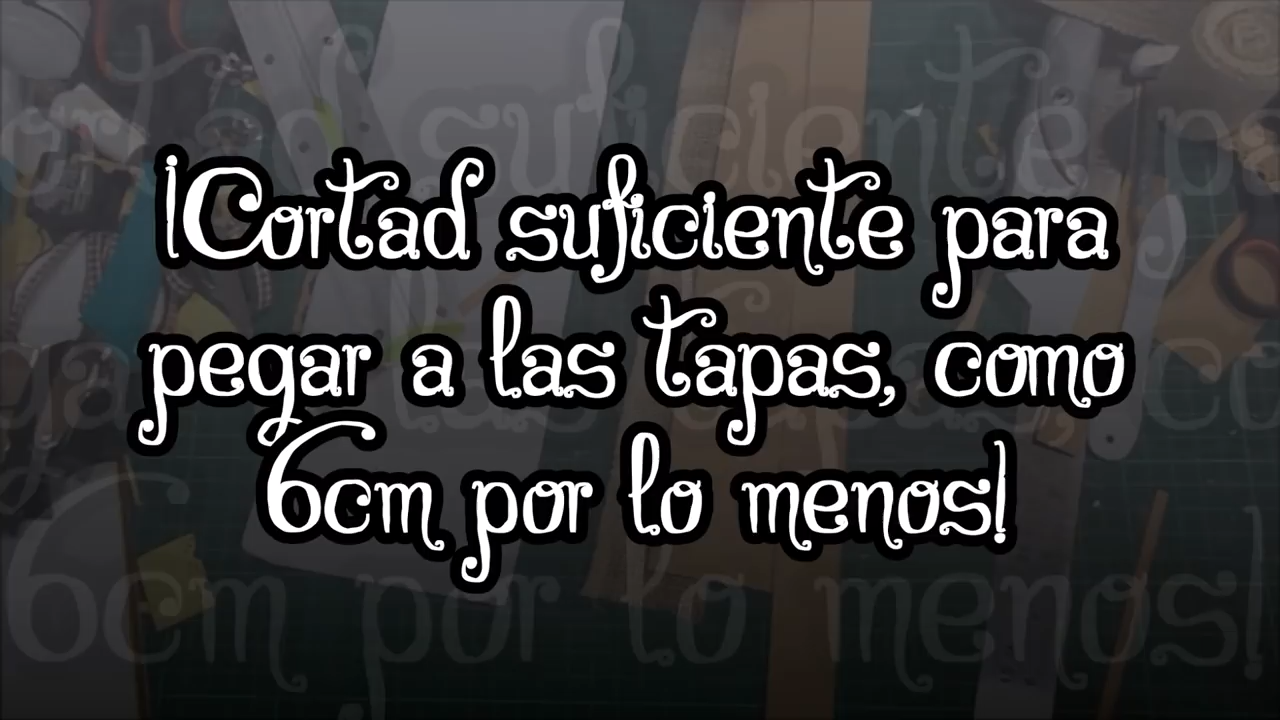 ¡Cortad suficiente para
pegar a las tapas, como
6cm por lo menos!